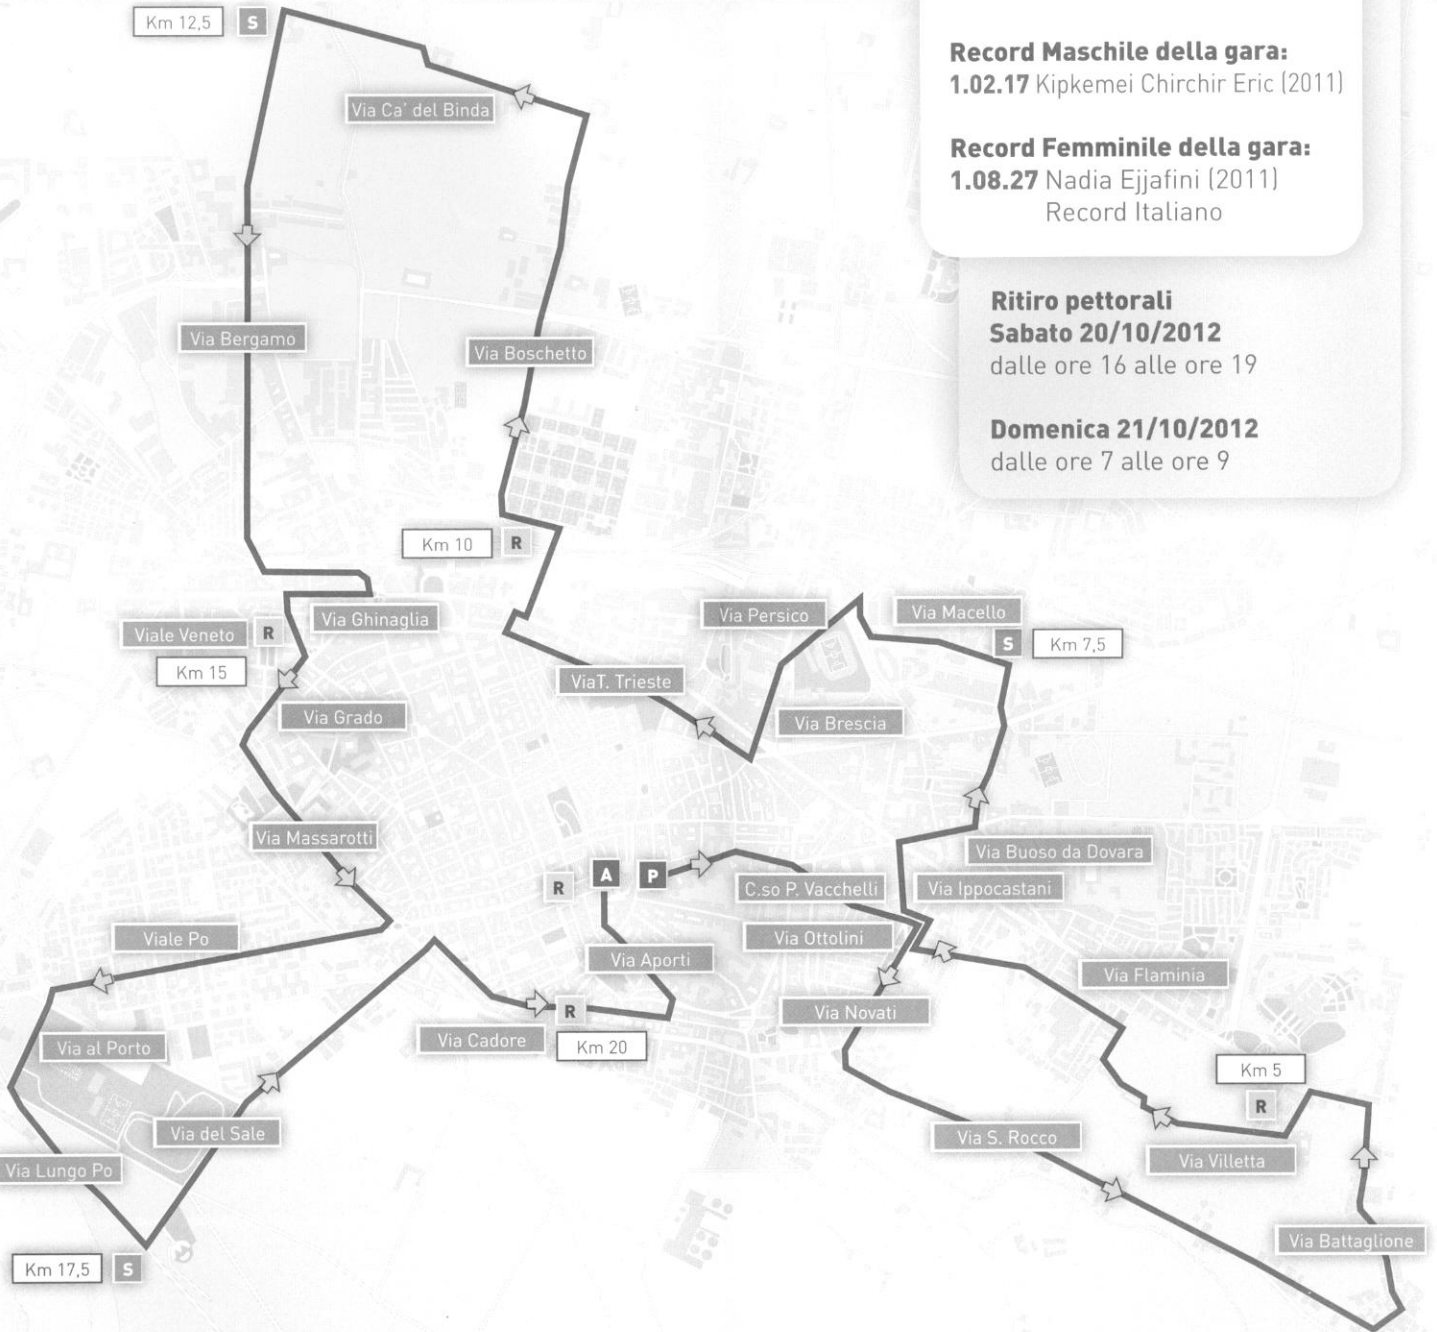 Km 12,5
S
Via Ca' del Binda
Record Maschile della gara:
1.02.17 Kipkemei Chirchir Eric (2011)
Record Femminile della gara:
1.08.27 Nadia Ejjafini (2011)
Record Italiano
Ritiro pettorali
Sabato 20/10/2012
dalle ore 16 alle ore 19
Domenica 21/10/2012
dalle ore 7 alle ore 9
Via Bergamo
Via Boschetto
Km 10
R
Via Ghinaglia
Viale Veneto
R
Km 15
Via Grado
Via Persico
Via Macello
S
Km 7,5
ViaT. Trieste
Via Brescia
Via Massarotti
Via Buoso da Dovara
R
A
P
C.so P. Vacchelli
Via Ippocastani
Viale Po
Via Ottolini
Via Aporti
Via Flaminia
Via Novati
Via al Porto
Via Cadore
R
Km 20
Km 5
R
Via del Sale
Via S. Rocco
Via Villetta
Via Lungo Po
Via Battaglione
Km 17,5
S